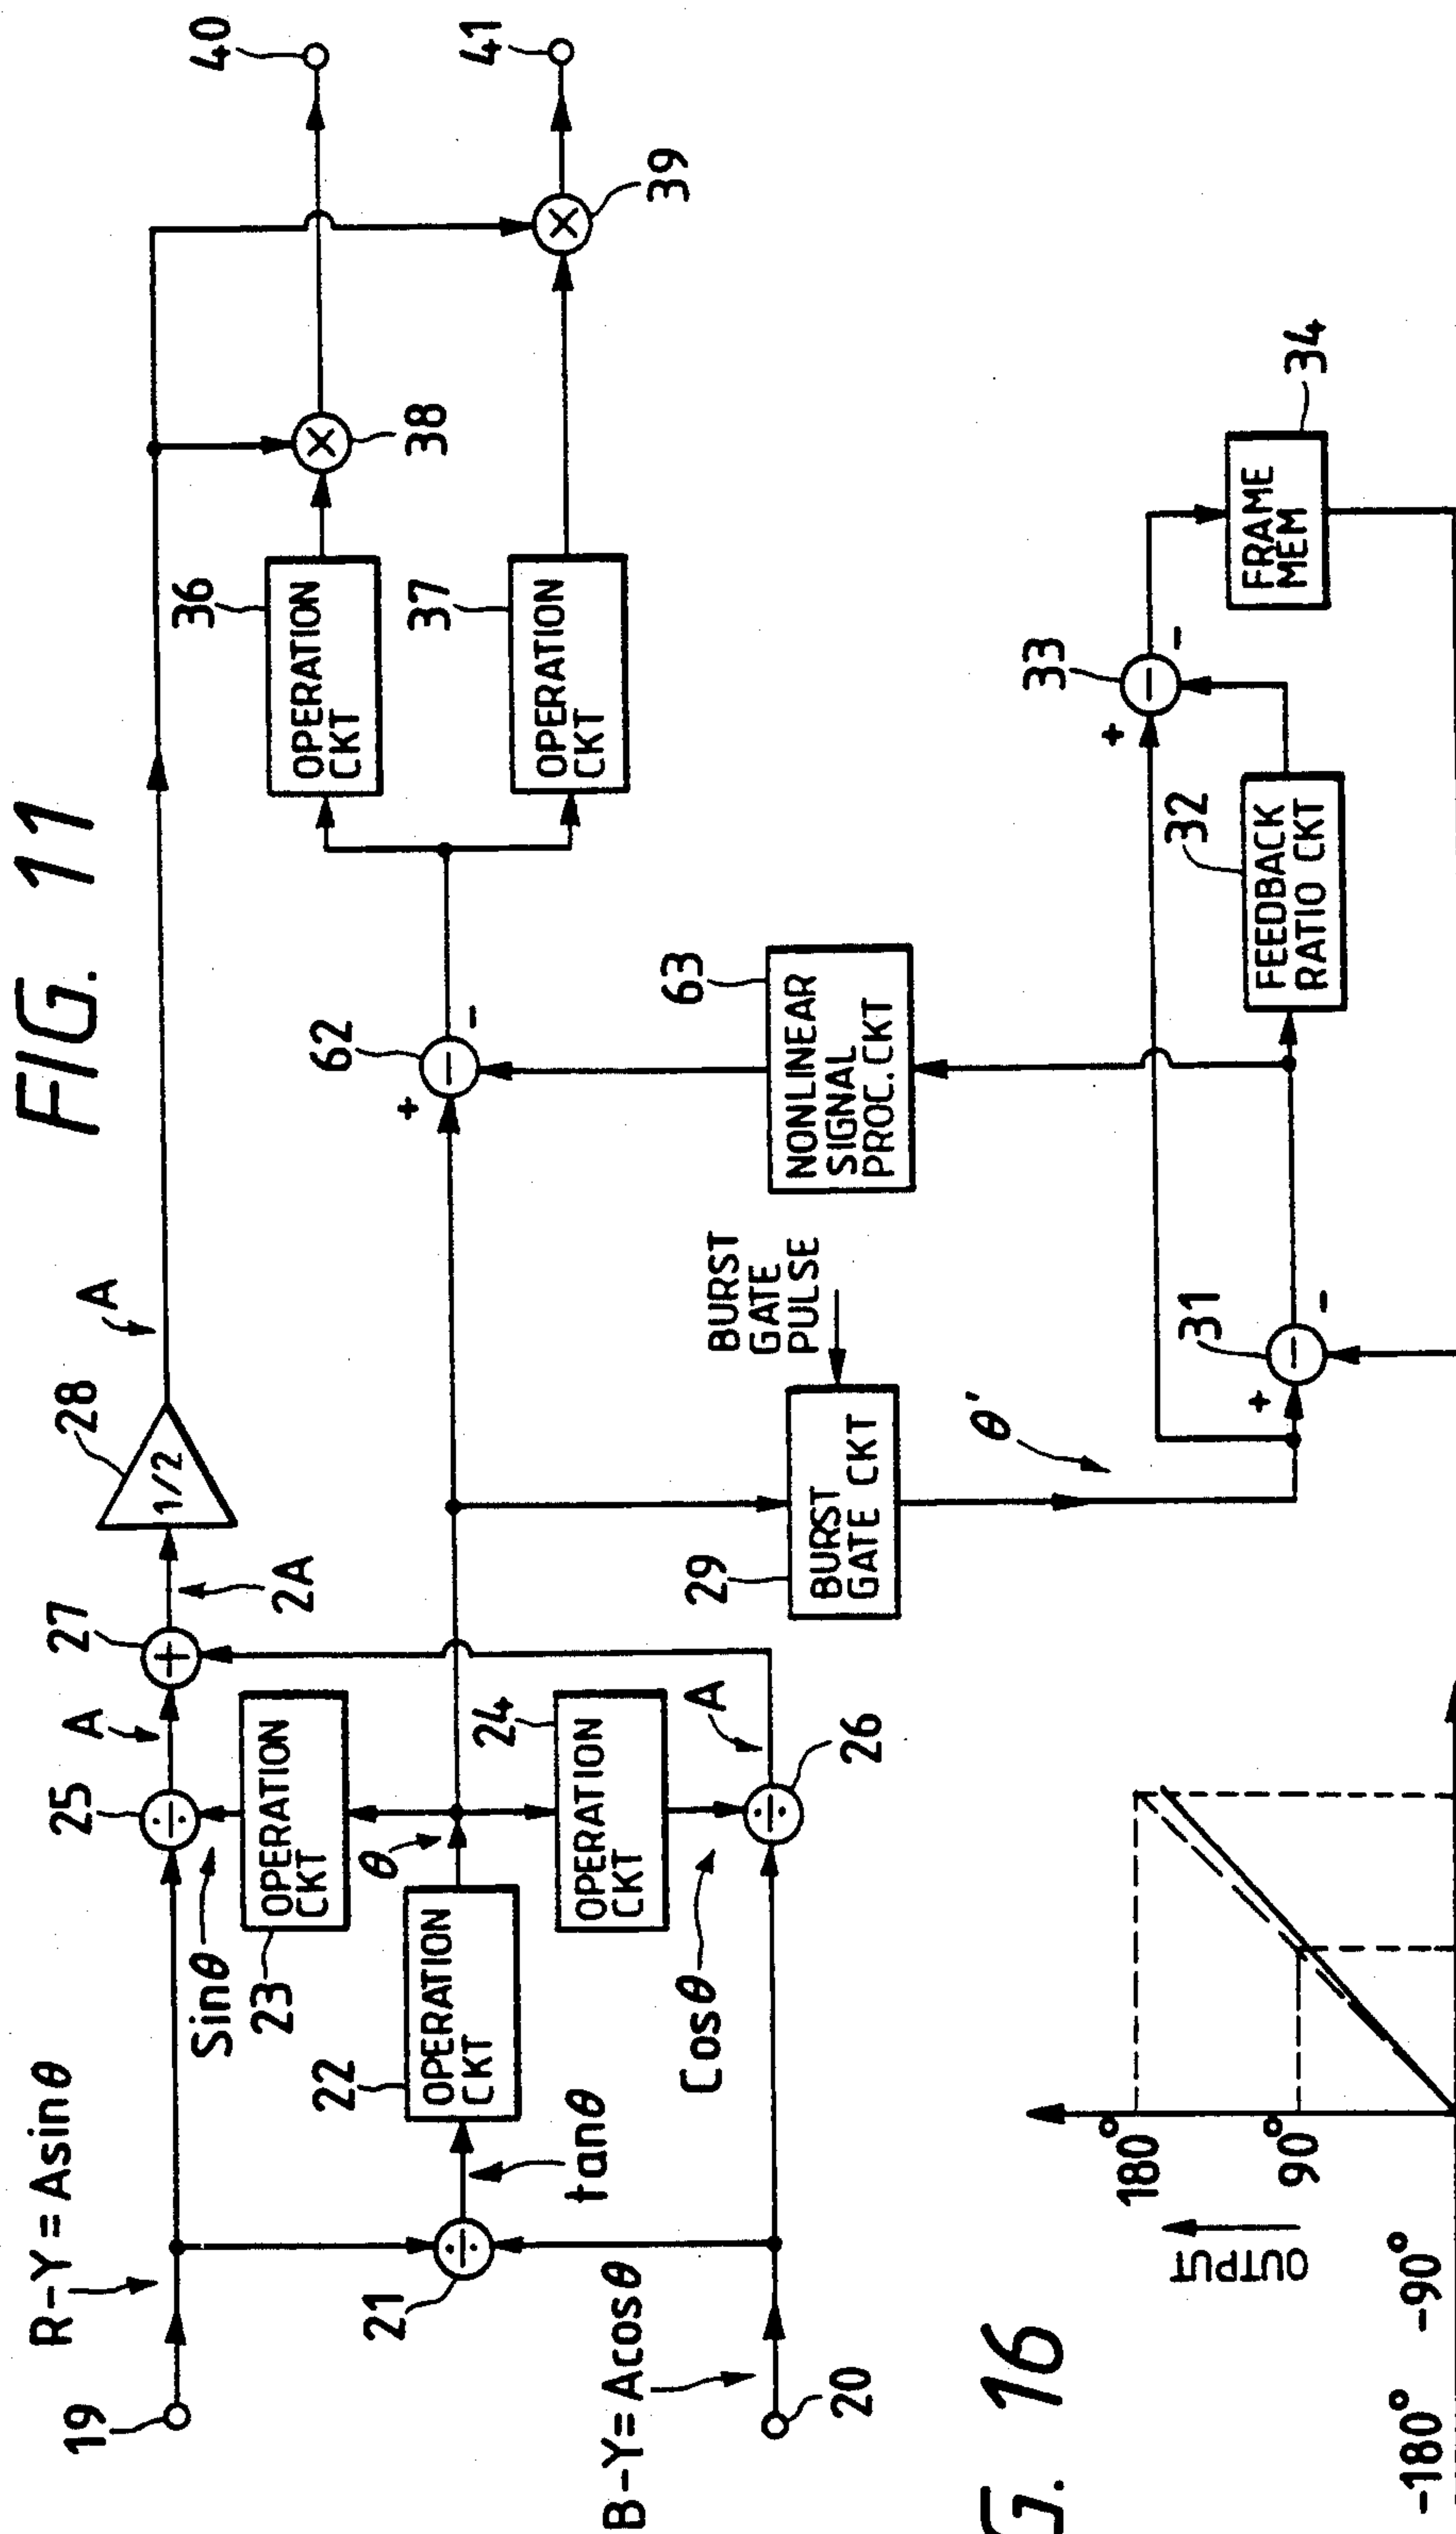 FIG. 11
R-Y = Asinθ
19
B-Y = Acosθ
20
21
tanθ
22
OPERATION
CKT
θ
Sinθ
23
OPERATION
CKT
24
OPERATION
CKT
Cosθ
25
÷
÷
÷
26
A
A
27
+
2A
28
1/2
A
29
BURST
GATE CKT
BURST
GATE
PULSE
θ'
31
+
-
-
62
+
-
-
63
NONLINEAR
SIGNAL
PROC. CKT
32
FEEDBACK
RATIO CKT
33
+
-
-
34
FRAME
MEM
36
OPERATION
CKT
37
OPERATION
CKT
38
×
39
×
40
41
G. 16
OUTPUT
180°
90°
-90°
-180°